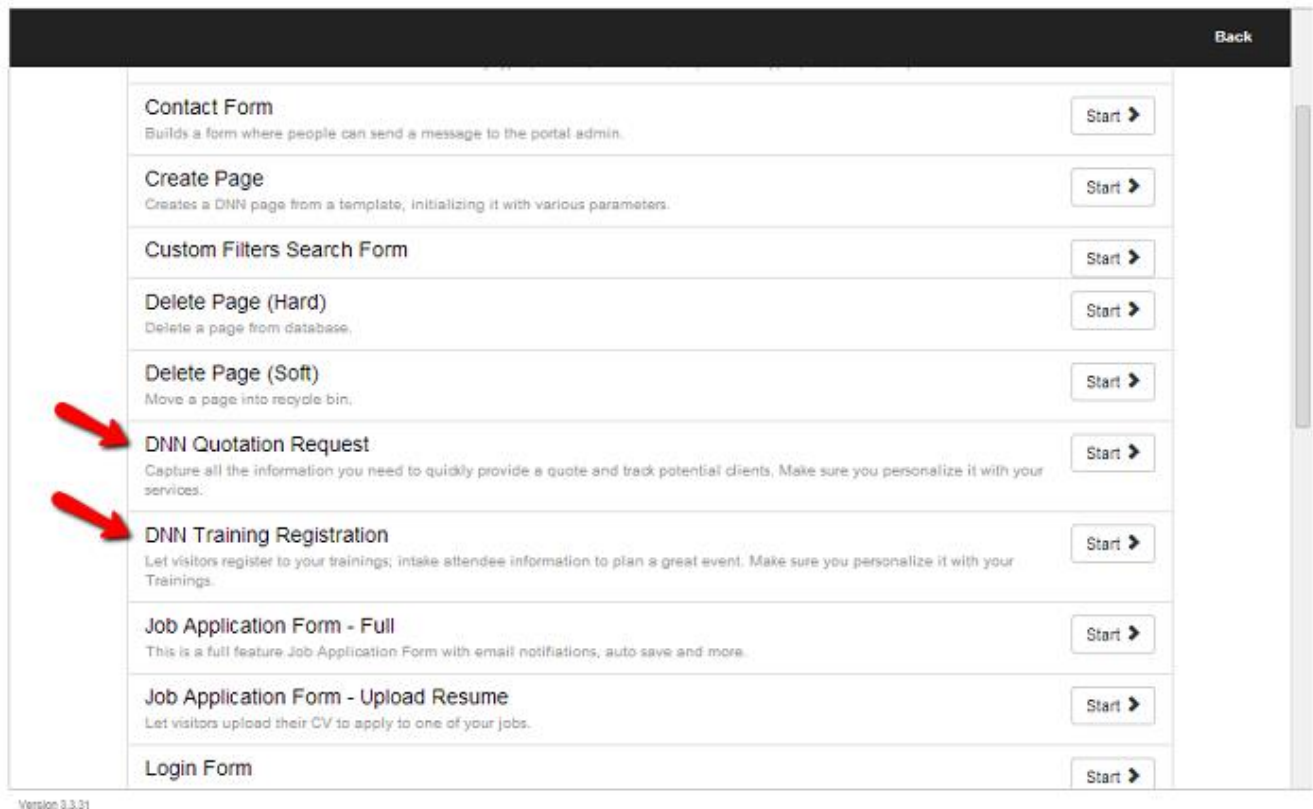 Back
Contact Form
Start
Builds a form where people can send a message to the portal admin.
Create Page
Start
Creates a DNN page from a template, initializing it with various parameters.
Custom Filters Search Form
Start
Delete Page (Hard)
Start
Delete a page from database.
Delete Page (Soft)
Start
Move a page into recycle bin.
DNN Quotation Request
Start
Capture all the information you need to quickly provide a quote and track potential clients. Make sure you personalize it with your
services.
DNN Training Registration
Start
Let visitors register to your trainings; intake attendee information to plan a great event. Make sure you personalize it with your
Trainings.
Job Application Form - Full
Start
This is a full feature Job Application Form with email notifiations, auto save and more.
Job Application Form - Upload Resume
Start
Let visitors upload their CV to apply to one of your jobs.
Login Form
Start
Version 3.3.31